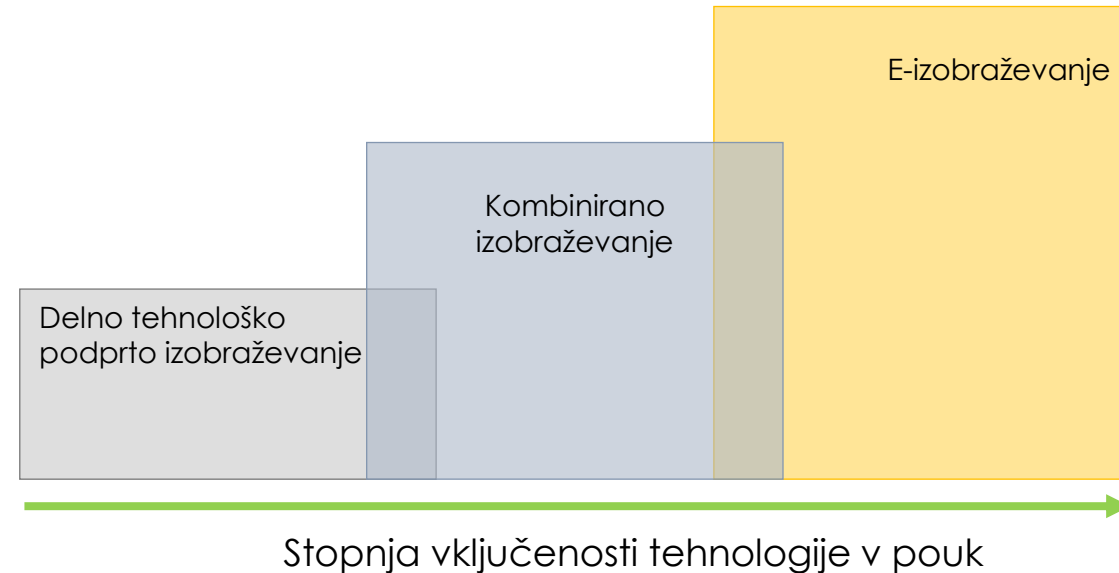 E-izobraževanje
Kombinirano
izobraževanje
Delno tehnološko
podprto izobraževanje
Stopnja vključenosti tehnologije v pouk